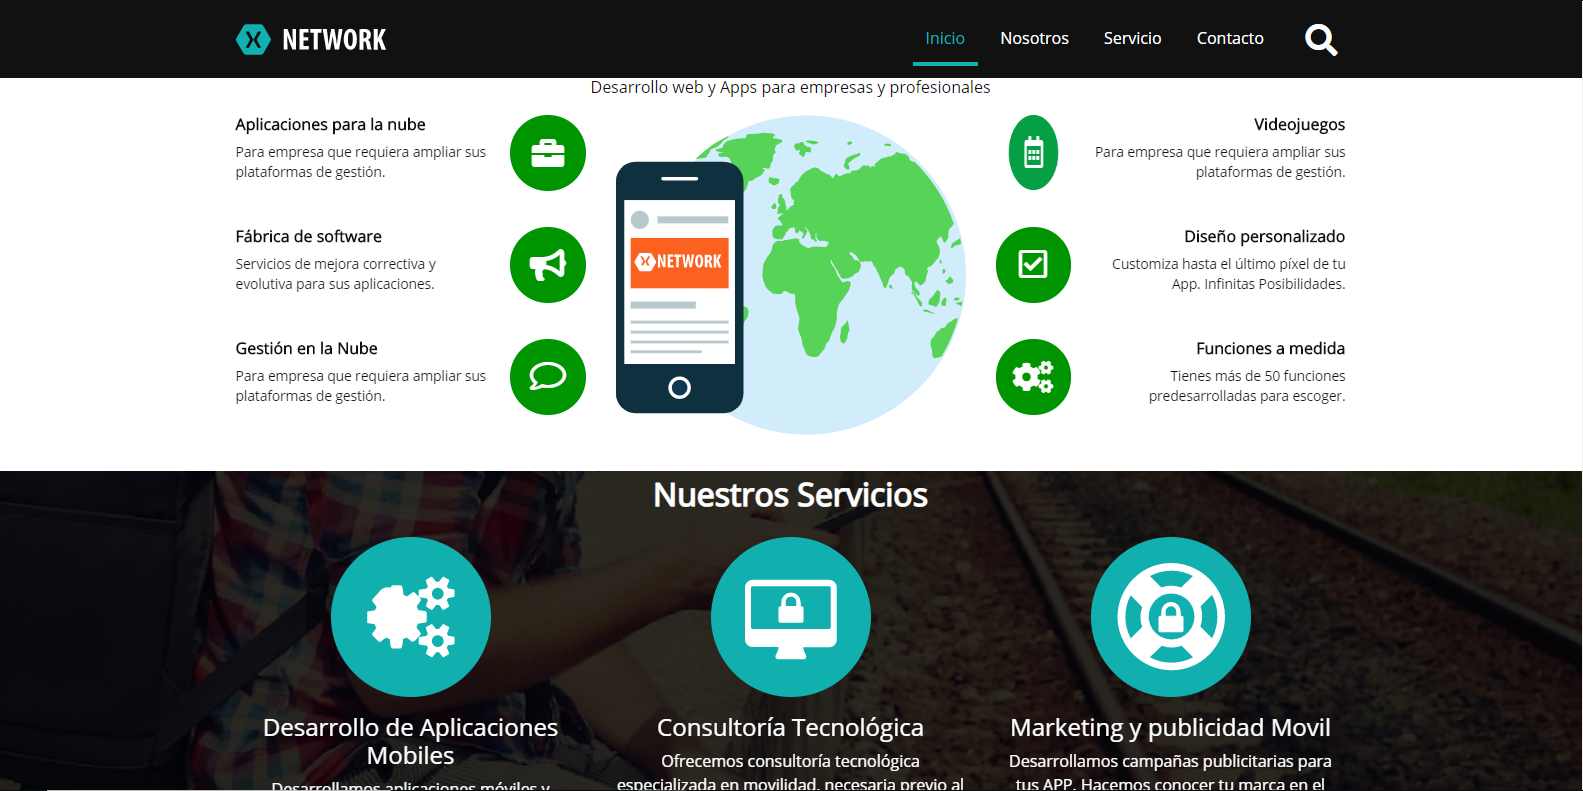 NETWORK
Inicio Nosotros Servicio Contacto
Desarrollo web y Apps para empresas y profesionales
Aplicaciones para la nube
Para empresa que requiera ampliar sus
plataformas de gestión.
Fábrica de software
Servicios de mejora correctiva y
evolutiva para sus aplicaciones.
Gestión en la Nube
Para empresa que requiera ampliar sus
plataformas de gestión.
NETWORK
Videojuegos
Para empresa que requiera ampliar sus
plataformas de gestión.
Diseño personalizado
Customiza hasta el último píxel de tu
App. Infinitas Posibilidades.
Funciones a medida
Tienes más de 50 funciones
predesarrolladas para escoger.
Nuestros Servicios
Desarrollo de Aplicaciones
Mobiles
Desarrollamos aplicaciones móviles y
Consultoría Tecnológica
Ofrecemos consultoría tecnológica
especializada en movilidad, necesaria previo al
Marketing y publicidad Movil
Desarrollamos campañas publicitarias para
tus APP. Hacemos conocer tu marca en el